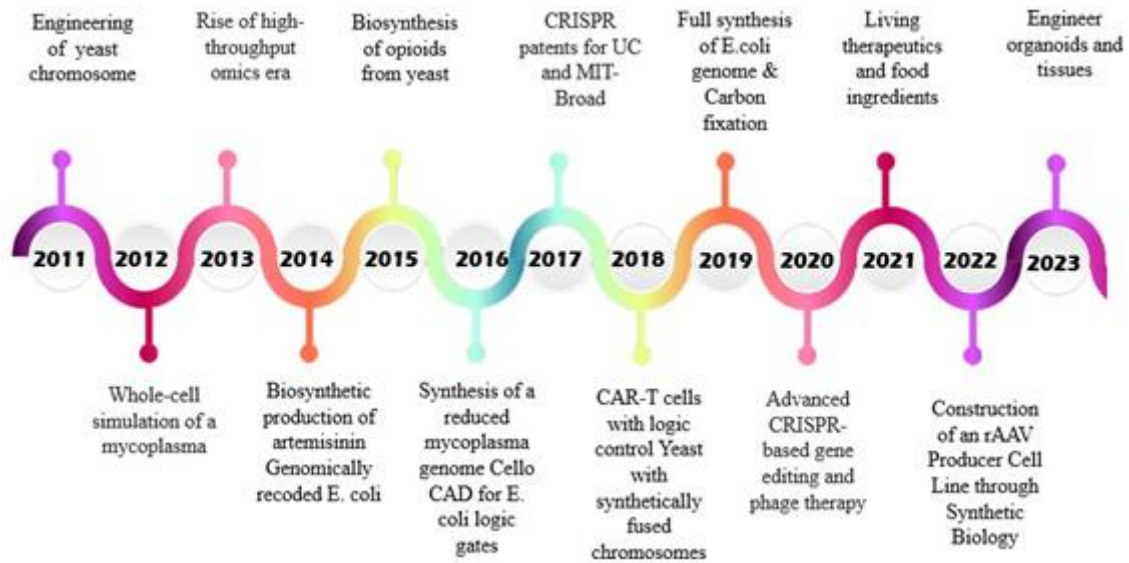 Engineering
of yeast
chromosome
Rise of high-
throughput
omics era
Biosynthesis
of opioids
from yeast
CRISPR
patents for UC
and MIT-
Broad
Full synthesis
of E.coli
genome &
Carbon
fixation
Living
therapeutics
and food
ingredients
Engineer
organoids and
tissues
2011
2012
2013
2014
2015
2016
2017
2018
2019
2020
2021
2022
2023
Whole-cell
simulation of a
mycoplasma
Biosynthetic
production of
artemisinin
Genomically
recoded E. coli
Synthesis of a
reduced
mycoplasma
genome Cello
CAD for E.
coli logic
gates
CAR-T cells
with logic
control Yeast
with
synthetically
fused
chromosomes
Advanced
CRISPR-
based gene
editing and
phage therapy
Construction
of an rAAV
Producer Cell
Line through
Synthetic
Biology